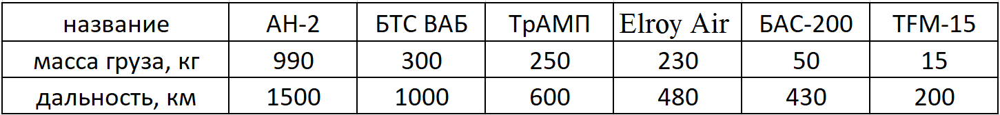 название АН-2 БТС ВАБ ТрАМП Elroy Air БАС-200 TFM-15
масса груза, кг 990 300 250 230 50 15
дальность, км 1500 1000 600 480 430 200